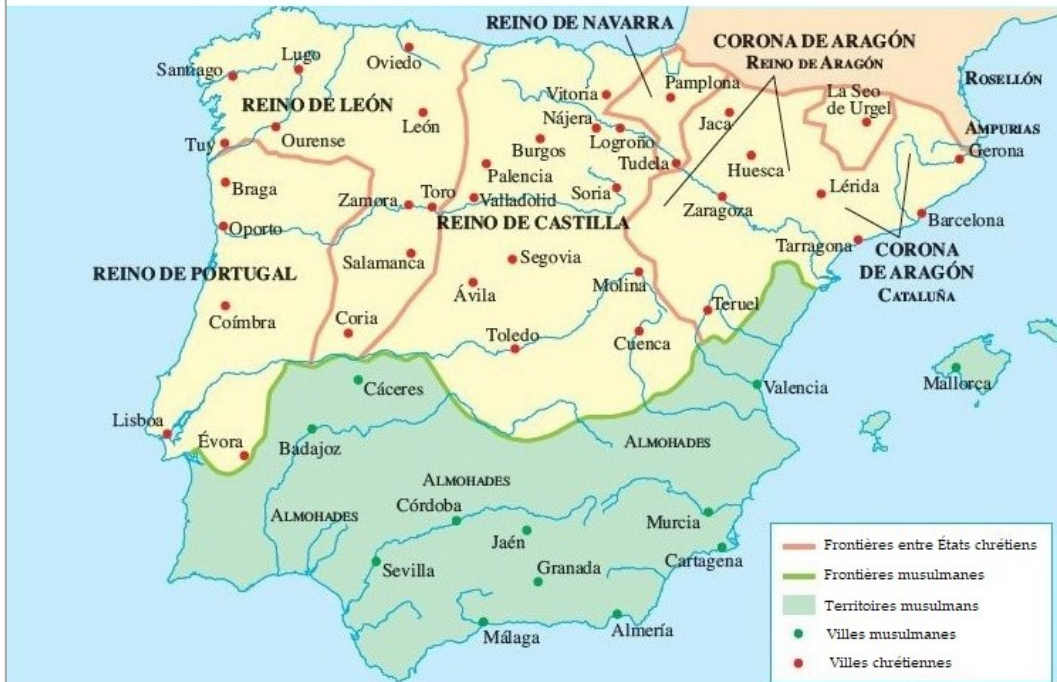 REINO DE NAVARRA
CORONA DE ARAGÓN
REINO DE ARAGÓN
ROSELLÓN
Lugo
Santiago
Oviedo
Vitoria
Pamplona
La Seo
de Urgel
REINO DE LEÓN
León
Nájera
Jaca
AMPURIAS
Gerona
Tuy
Ourense
Burgos
Logroño
Tudela
Huesca
Palencia
Braga
Zamora
Toro
Valladolid
Soria
Zaragoza
Lérida
Barcelona
Oporto
REINO DE CASTILLA
Tarragona
CORONA
DE ARAGÓN
CATALUÑA
REINO DE PORTUGAL
Salamanca
Segovia
Ávila
Molina
Coímbra
Coria
Toledo
Cuenca
Teruel
Cáceres
Valencia
Mallorca
Lisboa
Évora
Badajoz
ALMOHADES
ALMOHADES
ALMOHADES
Córdoba
Jaén
Murcia
Sevilla
Granada
Cartagena
Málaga
Almería
Frontières entre États chrétiens
Frontières musulmanes
Territoires musulmans
Villes musulmanes
Villes chrétiennes